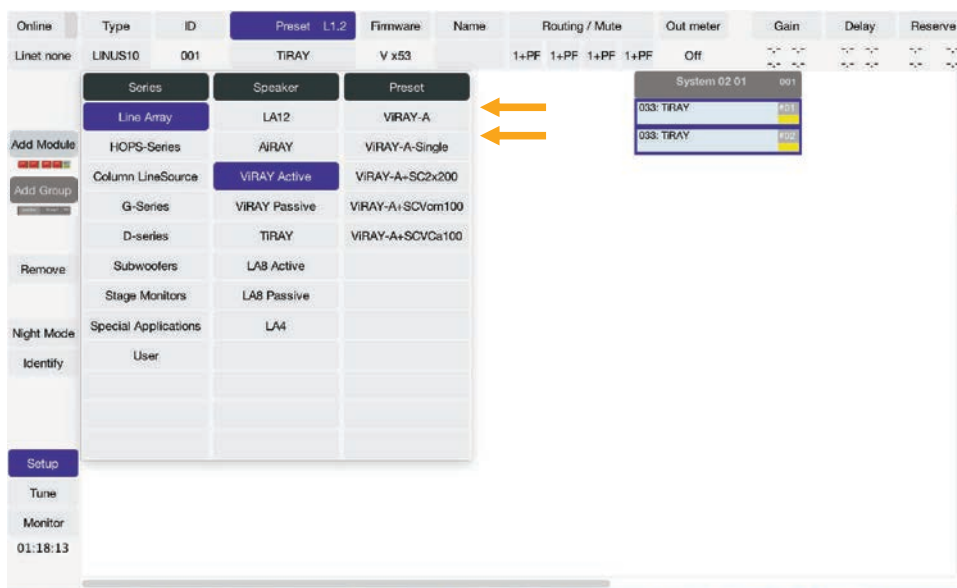 Online Type ID Preset L1.2 Firmware Name Routing / Mute Out meter Gain Delay Reserve
Linet none LINUS10 001 TiRAY V x53 1+PF 1+PF 1+PF 1+PF Off -.- -.- -.- -.- -.- -.-
-.- -.- -.- -.- -.- -.-
Series Speaker Preset System 02 01 001
Line Array LA12 ViRAY-A 033: TiRAY #01
Add Module HOPS-Series AiRAY ViRAY-A-Single 033: TiRAY #02
Column LineSource ViRAY Active ViRAY-A+SC2x200
Add Group G-Series ViRAY Passive ViRAY-A+SCVom100
D-series TiRAY ViRAY-A+SCVCa100
Remove Subwoofers LA8 Active
Stage Monitors LA8 Passive
Night Mode Special Applications LA4
Identify User
Setup
Tune
Monitor
01:18:13